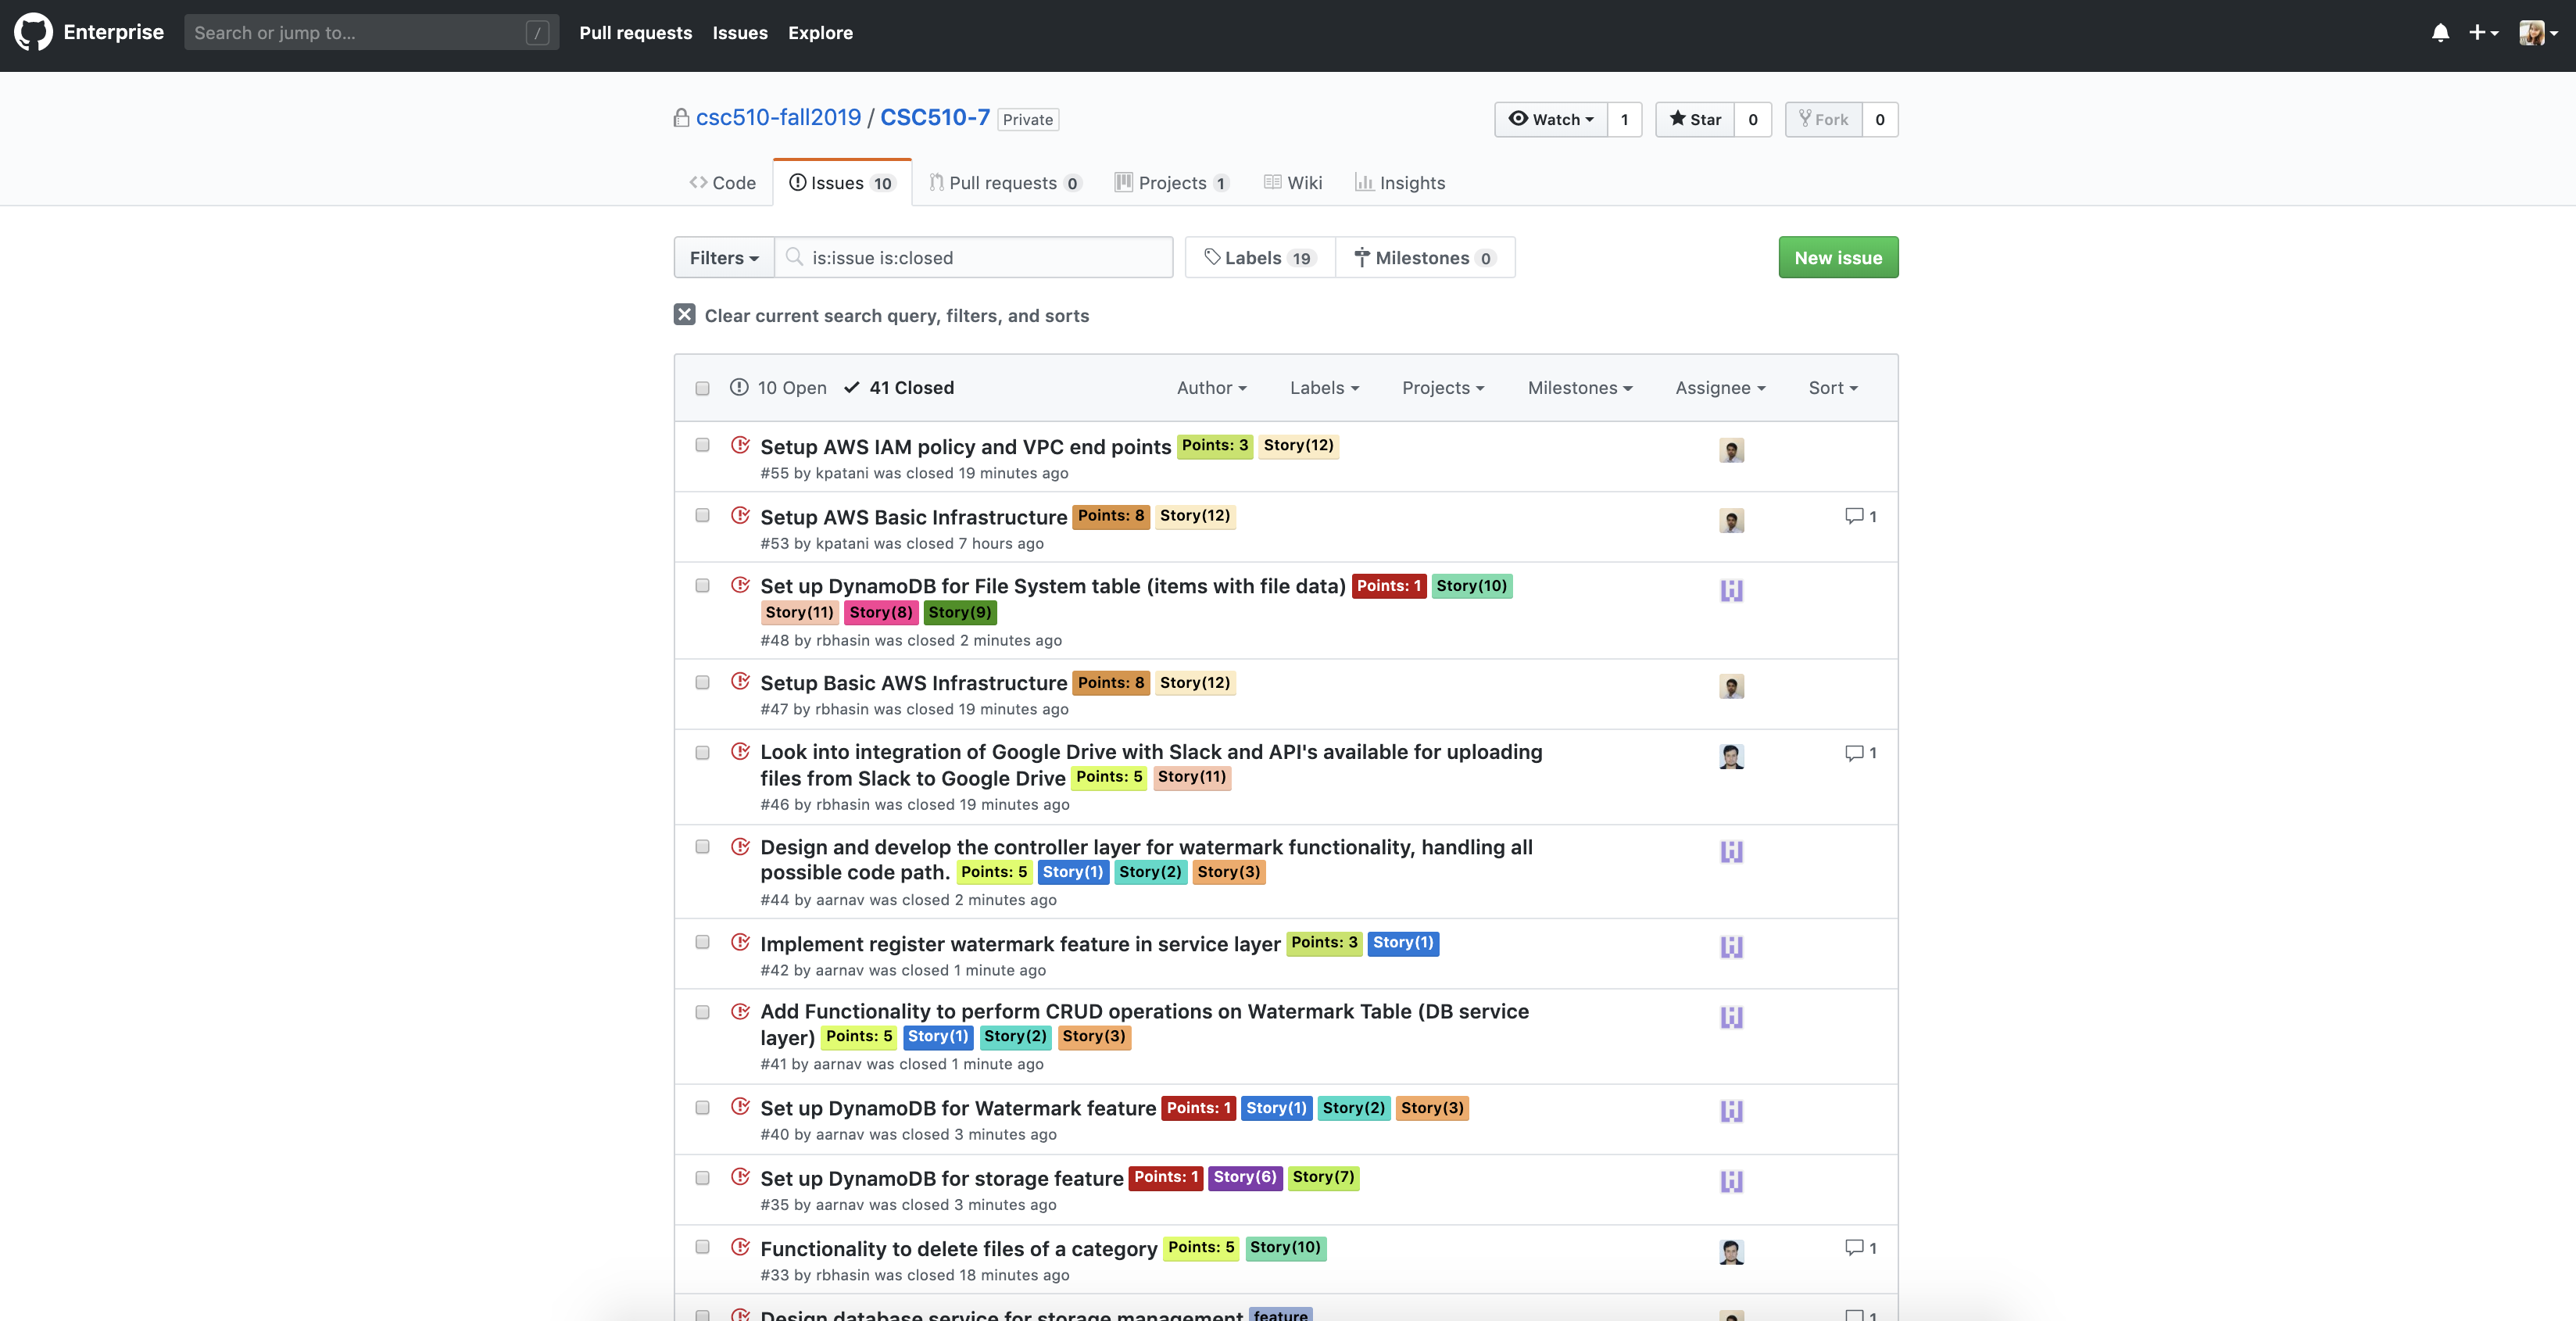 Enterprise Search or jump to... / Pull requests Issues Explore
csc510-fall2019 / CSC510-7 Private Watch 1 Star 0 Fork 0
Code Issues 10 Pull requests 0 Projects 1 Wiki Insights
Filters is:issue is:closed Labels 19 Milestones 0 New issue
Clear current search query, filters, and sorts
10 Open 41 Closed Author Labels Projects Milestones Assignee Sort
Setup AWS IAM policy and VPC end points Points: 3 Story(12)
#55 by kpatani was closed 19 minutes ago
Setup AWS Basic Infrastructure Points: 8 Story(12) 1
#53 by kpatani was closed 7 hours ago
Set up DynamoDB for File System table (items with file data) Points: 1 Story(10)
Story(11) Story(8) Story(9)
#48 by rbhasin was closed 2 minutes ago
Setup Basic AWS Infrastructure Points: 8 Story(12)
#47 by rbhasin was closed 19 minutes ago
Look into integration of Google Drive with Slack and API's available for uploading 1
files from Slack to Google Drive Points: 5 Story(11)
#46 by rbhasin was closed 19 minutes ago
Design and develop the controller layer for watermark functionality, handling all
possible code path. Points: 5 Story(1) Story(2) Story(3)
#44 by aarnav was closed 2 minutes ago
Implement register watermark feature in service layer Points: 3 Story(1)
#42 by aarnav was closed 1 minute ago
Add Functionality to perform CRUD operations on Watermark Table (DB service
layer) Points: 5 Story(1) Story(2) Story(3)
#41 by aarnav was closed 1 minute ago
Set up DynamoDB for Watermark feature Points: 1 Story(1) Story(2) Story(3)
#40 by aarnav was closed 3 minutes ago
Set up DynamoDB for storage feature Points: 1 Story(6) Story(7)
#35 by aarnav was closed 3 minutes ago
Functionality to delete files of a category Points: 5 Story(10) 1
#33 by rbhasin was closed 18 minutes ago
Design database service for storage management feature 1